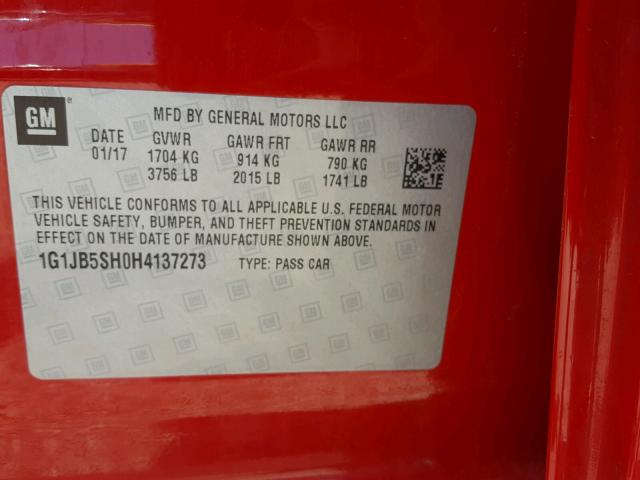 GM
MFD BY GENERAL MOTORS LLC
DATE GVWR GAWR FRT GAWR RR
01/17 1704 KG 914 KG 790 KG
3756 LB 2015 LB 1741 LB
THIS VEHICLE CONFORMS TO ALL APPLICABLE U.S. FEDERAL MOTOR
VEHICLE SAFETY, BUMPER, AND THEFT PREVENTION STANDARDS IN
EFFECT ON THE DATE OF MANUFACTURE SHOWN ABOVE.
1G1JB5SH0H4137273 TYPE: PASS CAR